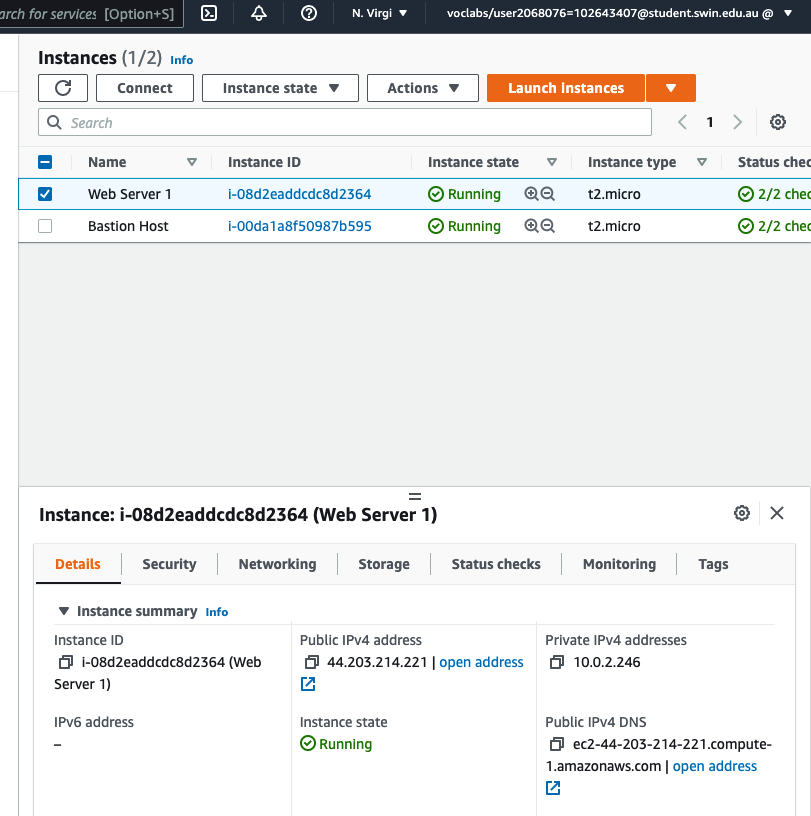 arch for services [Option+S] N. Virgi voclabs/user2068076=102643407@student.swin.edu.au @
Instances (1/2) Info
Connect Instance state Actions Launch instances
Search 1
Name Instance ID Instance state Instance type Status chec
Web Server 1 i-08d2eaddcdc8d2364 Running t2.micro 2/2 chec
Bastion Host i-00da1a8f50987b595 Running t2.micro 2/2 chec
Instance: i-08d2eaddcdc8d2364 (Web Server 1)
Details Security Networking Storage Status checks Monitoring Tags
Instance summary Info
Instance ID Public IPv4 address Private IPv4 addresses
i-08d2eaddcdc8d2364 (Web 44.203.214.221 | open address 10.0.2.246
Server 1)
IPv6 address Instance state Public IPv4 DNS
– Running ec2-44-203-214-221.compute-
1.amazonaws.com | open address